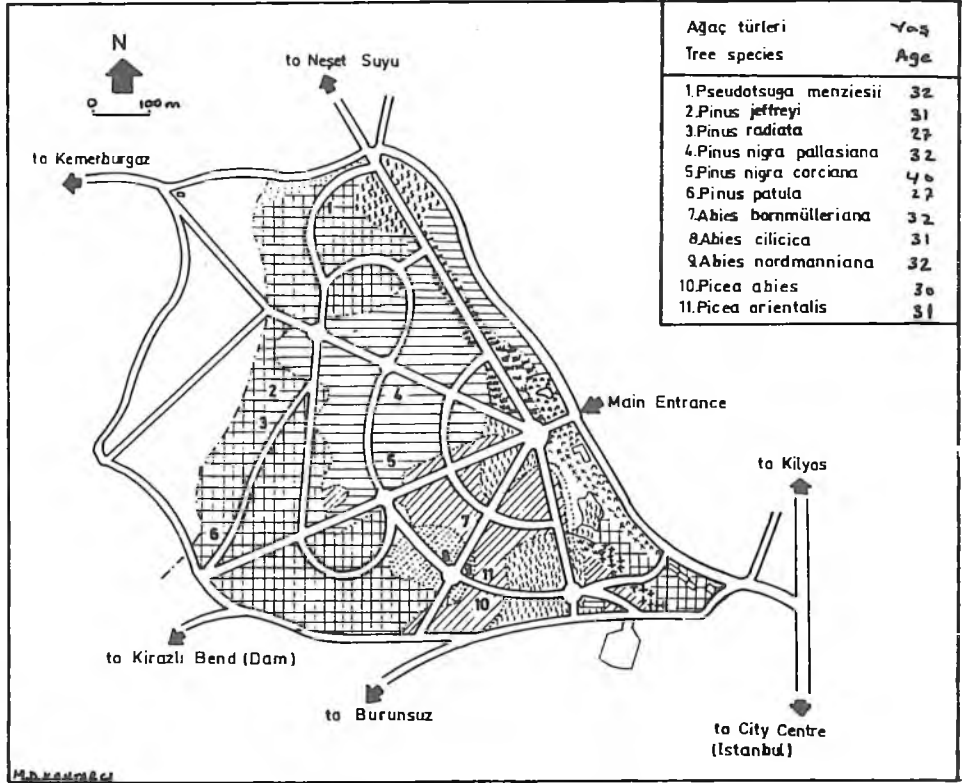 N
0 100 m
to Neşet Suyu
to Kemerburgaz
Ağaç türleri Yaş
Tree species Age
1.Pseudotsuga menziesii 32
2.Pinus jeffreyi 31
3.Pinus radiata 27
4.Pinus nigra pallasiana 32
5.Pinus nigra corciana 40
6.Pinus patula 27
7.Abies bornmülleriana 32
8.Abies cilicica 31
9.Abies nordmanniana 32
10.Picea abies 30
11.Picea orientalis 31
1
2
3
4
5
6
7
8
9
11
10
Main Entrance
to Kilyos
to Kirazlı Bend (Dam)
to Burunsuz
to City Centre
(Istanbul)